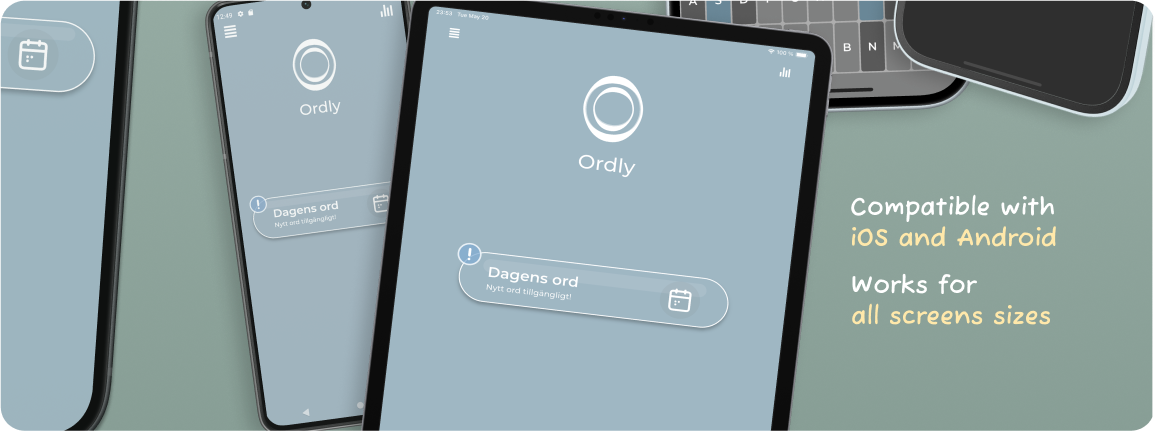 12:49
Ordly
!
Dagens ord
Nytt ord tillgängligt!
23:53 Tue May 20
100 %
Ordly
!
Dagens ord
Nytt ord tillgängligt!
A S D
B N M
Compatible with
iOS and Android
Works for
all screens sizes